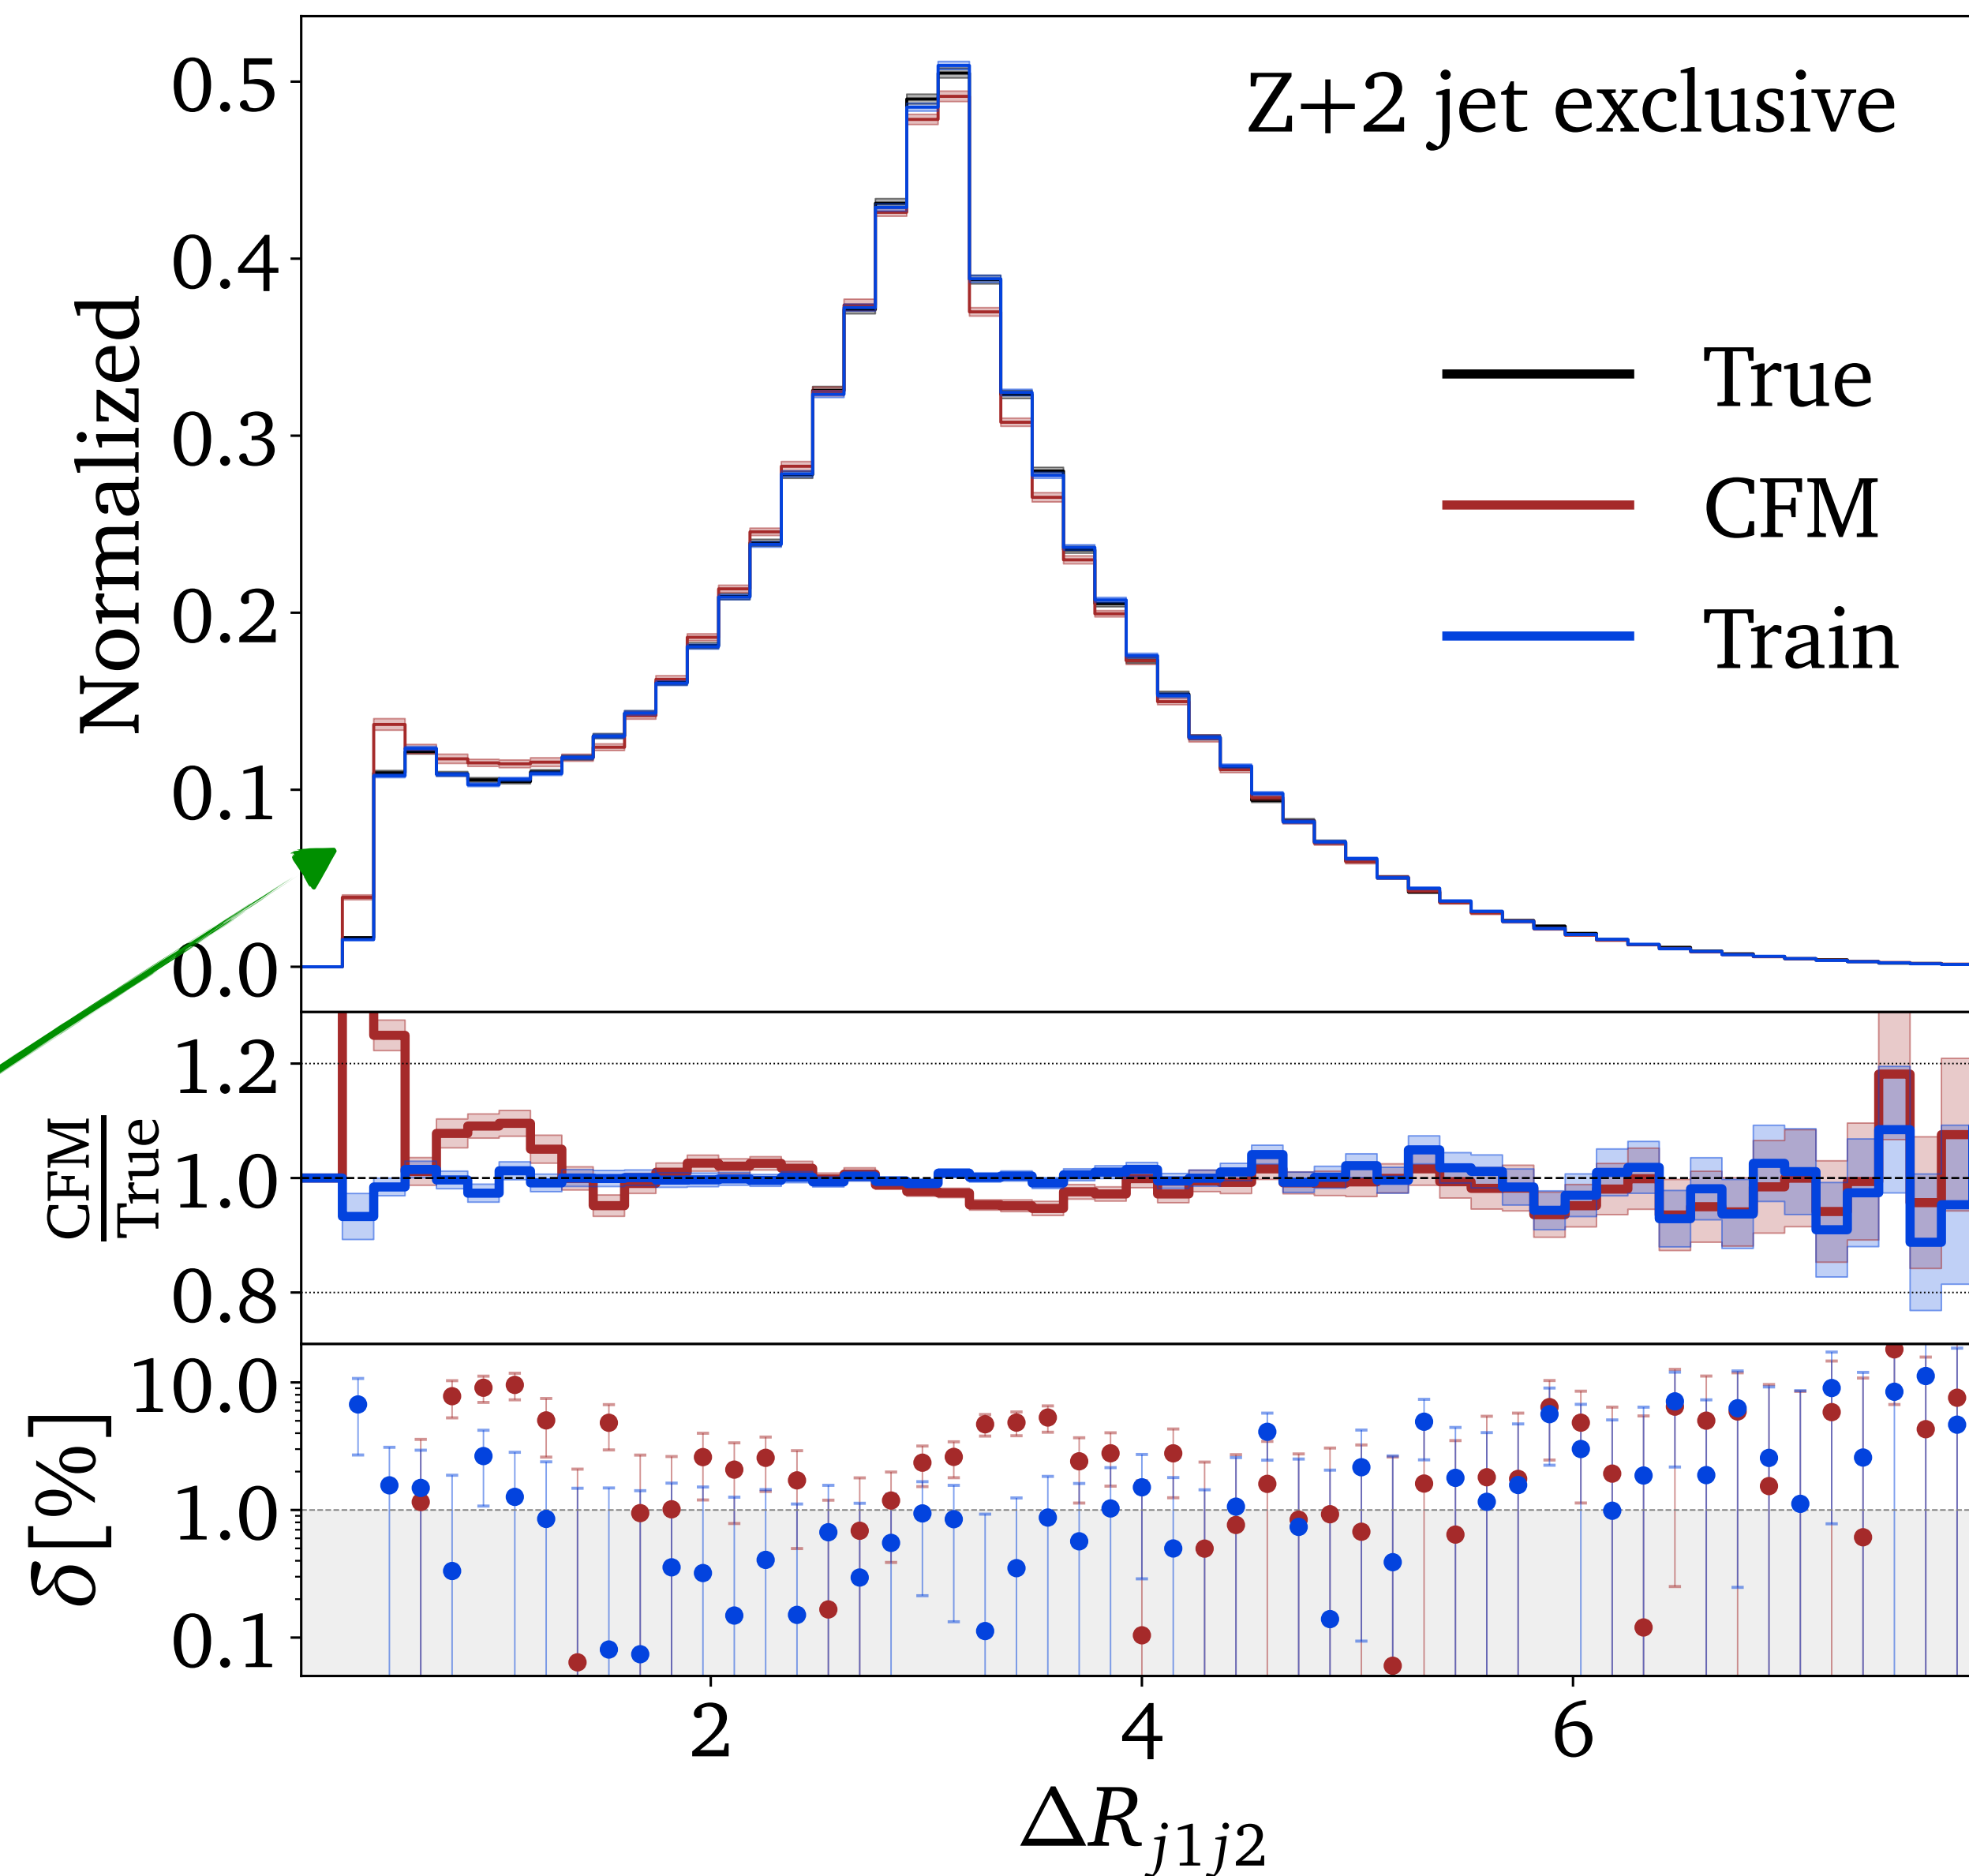 Z+2 jet exclusive
Normalized
0.5
0.4
0.3
0.2
0.1
0.0
True
CFM
Train
CFM
True
1.2
1.0
0.8
δ[%]
10.0
1.0
0.1
2 4 6
ΔR_{j1j2}